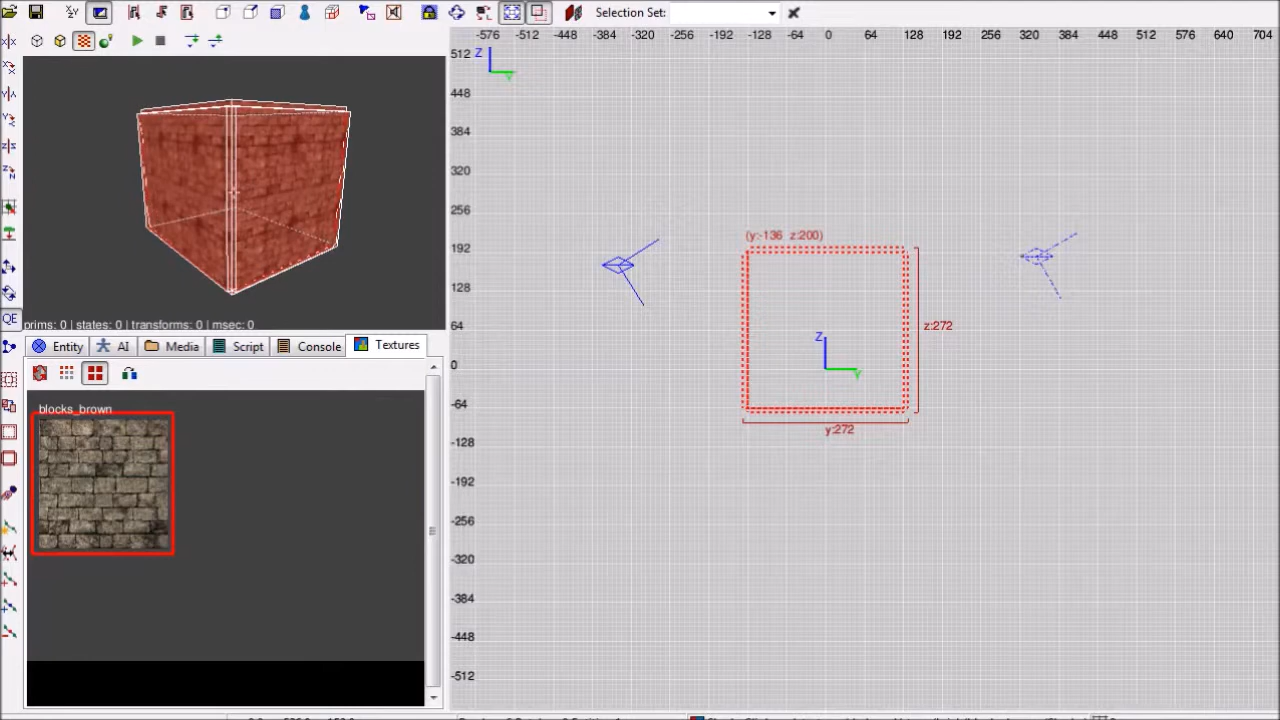 Selection Set:
-576 -512 -448 -384 -320 -256 -192 -128 -64 0 64 128 192 256 320 384 448 512 576 640 704
512 Z
Y
448
384
320
256
(y:-136 z:200)
192
128
prims: 0 | states: 0 | transforms: 0 | msec: 0
64
z:272
Z
QE
Entity AI Media Script Console Textures
0
Y
-64
blocks_brown
y:272
-128
-192
-256
-320
-384
-448
-512